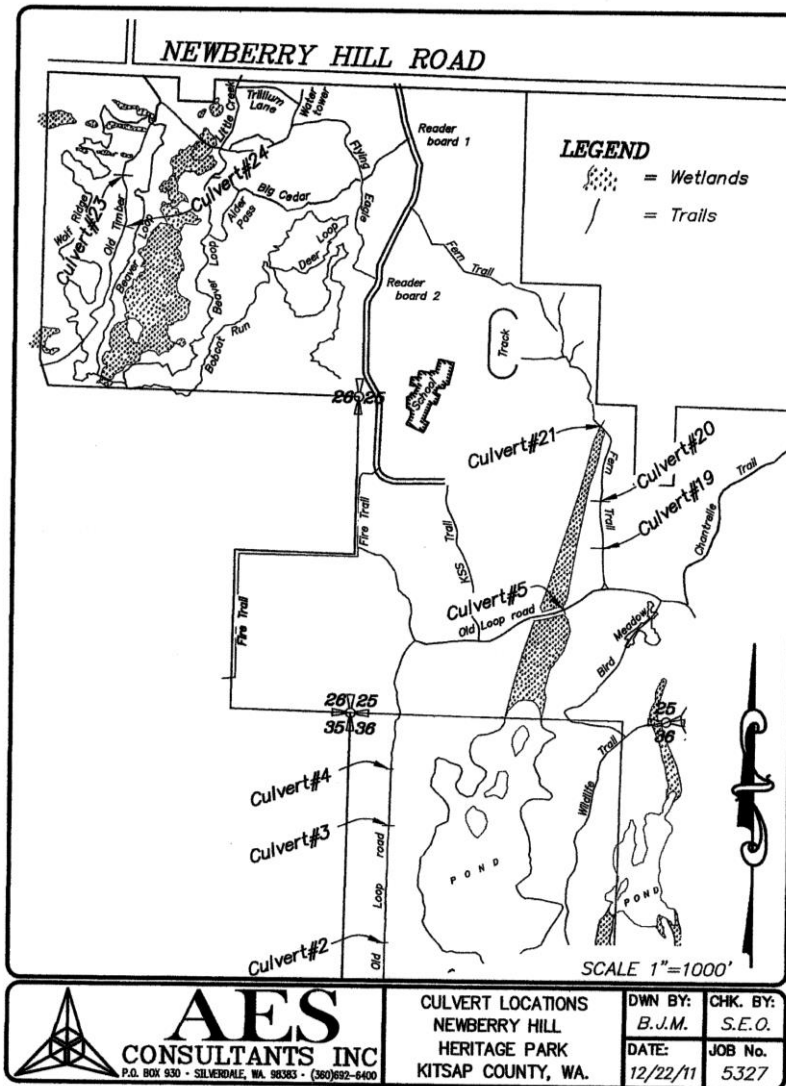 NEWBERRY HILL ROAD
Trillium
Lane
Water
tower
Little Creek
Reader
board 1
Flying
Eagle
LEGEND
= Wetlands
= Trails
Culvert#24
Culvert#23
Wolf Ridge
Old Timber
Beaver Loop
Big Cedar
Alder
Pass
Beaver Loop
Deer Loop
Bobcat Run
Fern
Trail
Reader
board 2
Track
School
26 25
Culvert#21
Culvert#20
Culvert#19
Fern
Trail
Chantrelle Trail
Fire Trail
KSS Trail
Fire Trail
Culvert#5
Old Loop road
Bird Meadow
26 25
35 36
25
36
Wildlife Trail
Culvert#4
Culvert#3
Culvert#2
Old Loop road
POND
POND
SCALE 1"=1000'
AES
CONSULTANTS INC
P.O. BOX 930 - SILVERDALE, WA. 98383 - (360)692-6400
CULVERT LOCATIONS
NEWBERRY HILL
HERITAGE PARK
KITSAP COUNTY, WA.
DWN BY:
B.J.M.
CHK. BY:
S.E.O.
DATE:
12/22/11
JOB No.
5327